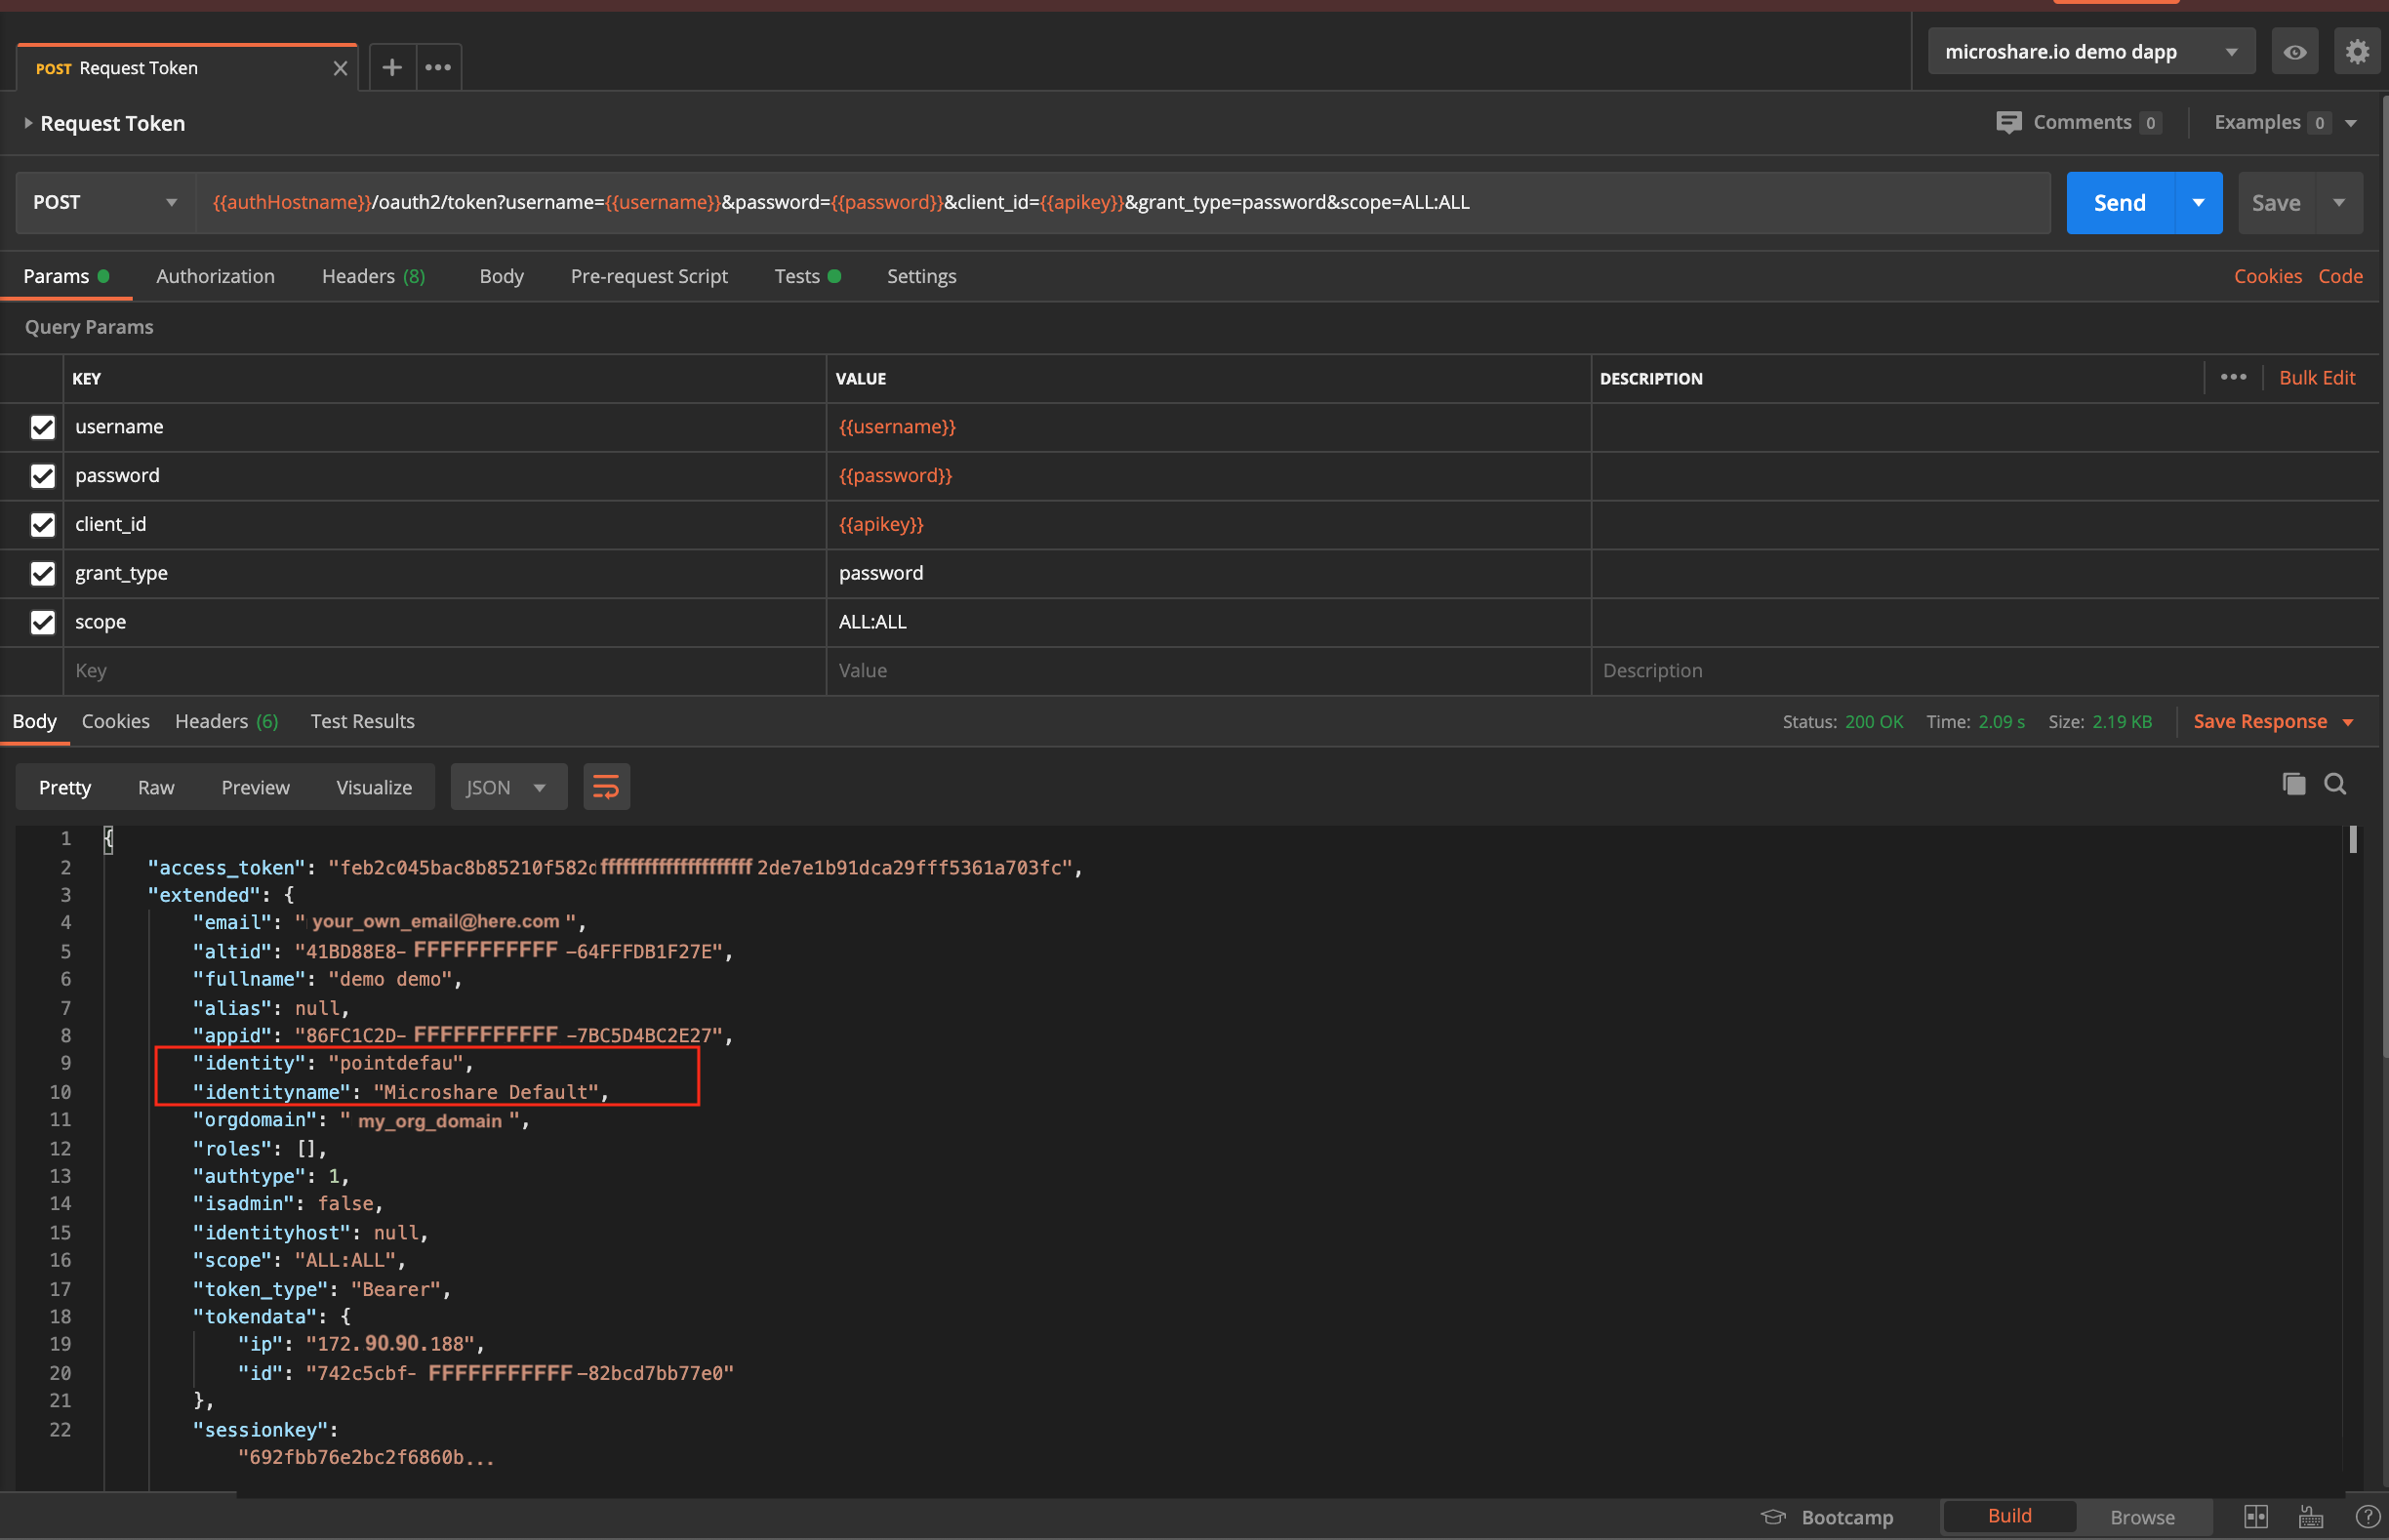 POST Request Token
microshare.io demo dapp
Request Token
Comments 0
Examples 0
POST
{{authHostname}}/oauth2/token?username={{username}}&password={{password}}&client_id={{apikey}}&grant_type=password&scope=ALL:ALL
Send
Save
Params
Authorization
Headers (8)
Body
Pre-request Script
Tests
Settings
Cookies
Code
Query Params
KEY
VALUE
DESCRIPTION
Bulk Edit
username
{{username}}
password
{{password}}
client_id
{{apikey}}
grant_type
password
scope
ALL:ALL
Key
Value
Description
Body
Cookies
Headers (6)
Test Results
Status: 200 OK
Time: 2.09 s
Size: 2.19 KB
Save Response
Pretty
Raw
Preview
Visualize
JSON
1 {
2 "access_token": "feb2c045bac8b85210f582dffffffffffffffffffffff2de7e1b91dca29fff5361a703fc",
3 "extended": {
4 "email": " your_own_email@here.com ",
5 "altid": "41BD88E8- FFFFFFFFFFF -64FFFDB1F27E",
6 "fullname": "demo demo",
7 "alias": null,
8 "appid": "86FC1C2D- FFFFFFFFFFF -7BC5D4BC2E27",
9 "identity": "pointdefau",
10 "identityname": "Microshare Default",
11 "orgdomain": " my_org_domain ",
12 "roles": [],
13 "authtype": 1,
14 "isadmin": false,
15 "identityhost": null,
16 "scope": "ALL:ALL",
17 "token_type": "Bearer",
18 "tokendata": {
19 "ip": "172.90.90.188",
20 "id": "742c5cbf- FFFFFFFFFFF -82bcd7bb77e0"
21 },
22 "sessionkey":
"692fbb76e2bc2f6860b...
Bootcamp
Build
Browse